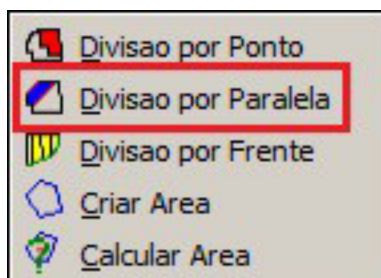 Divisao por Ponto
Divisao por Paralela
Divisao por Frente
Criar Area
Calcular Area